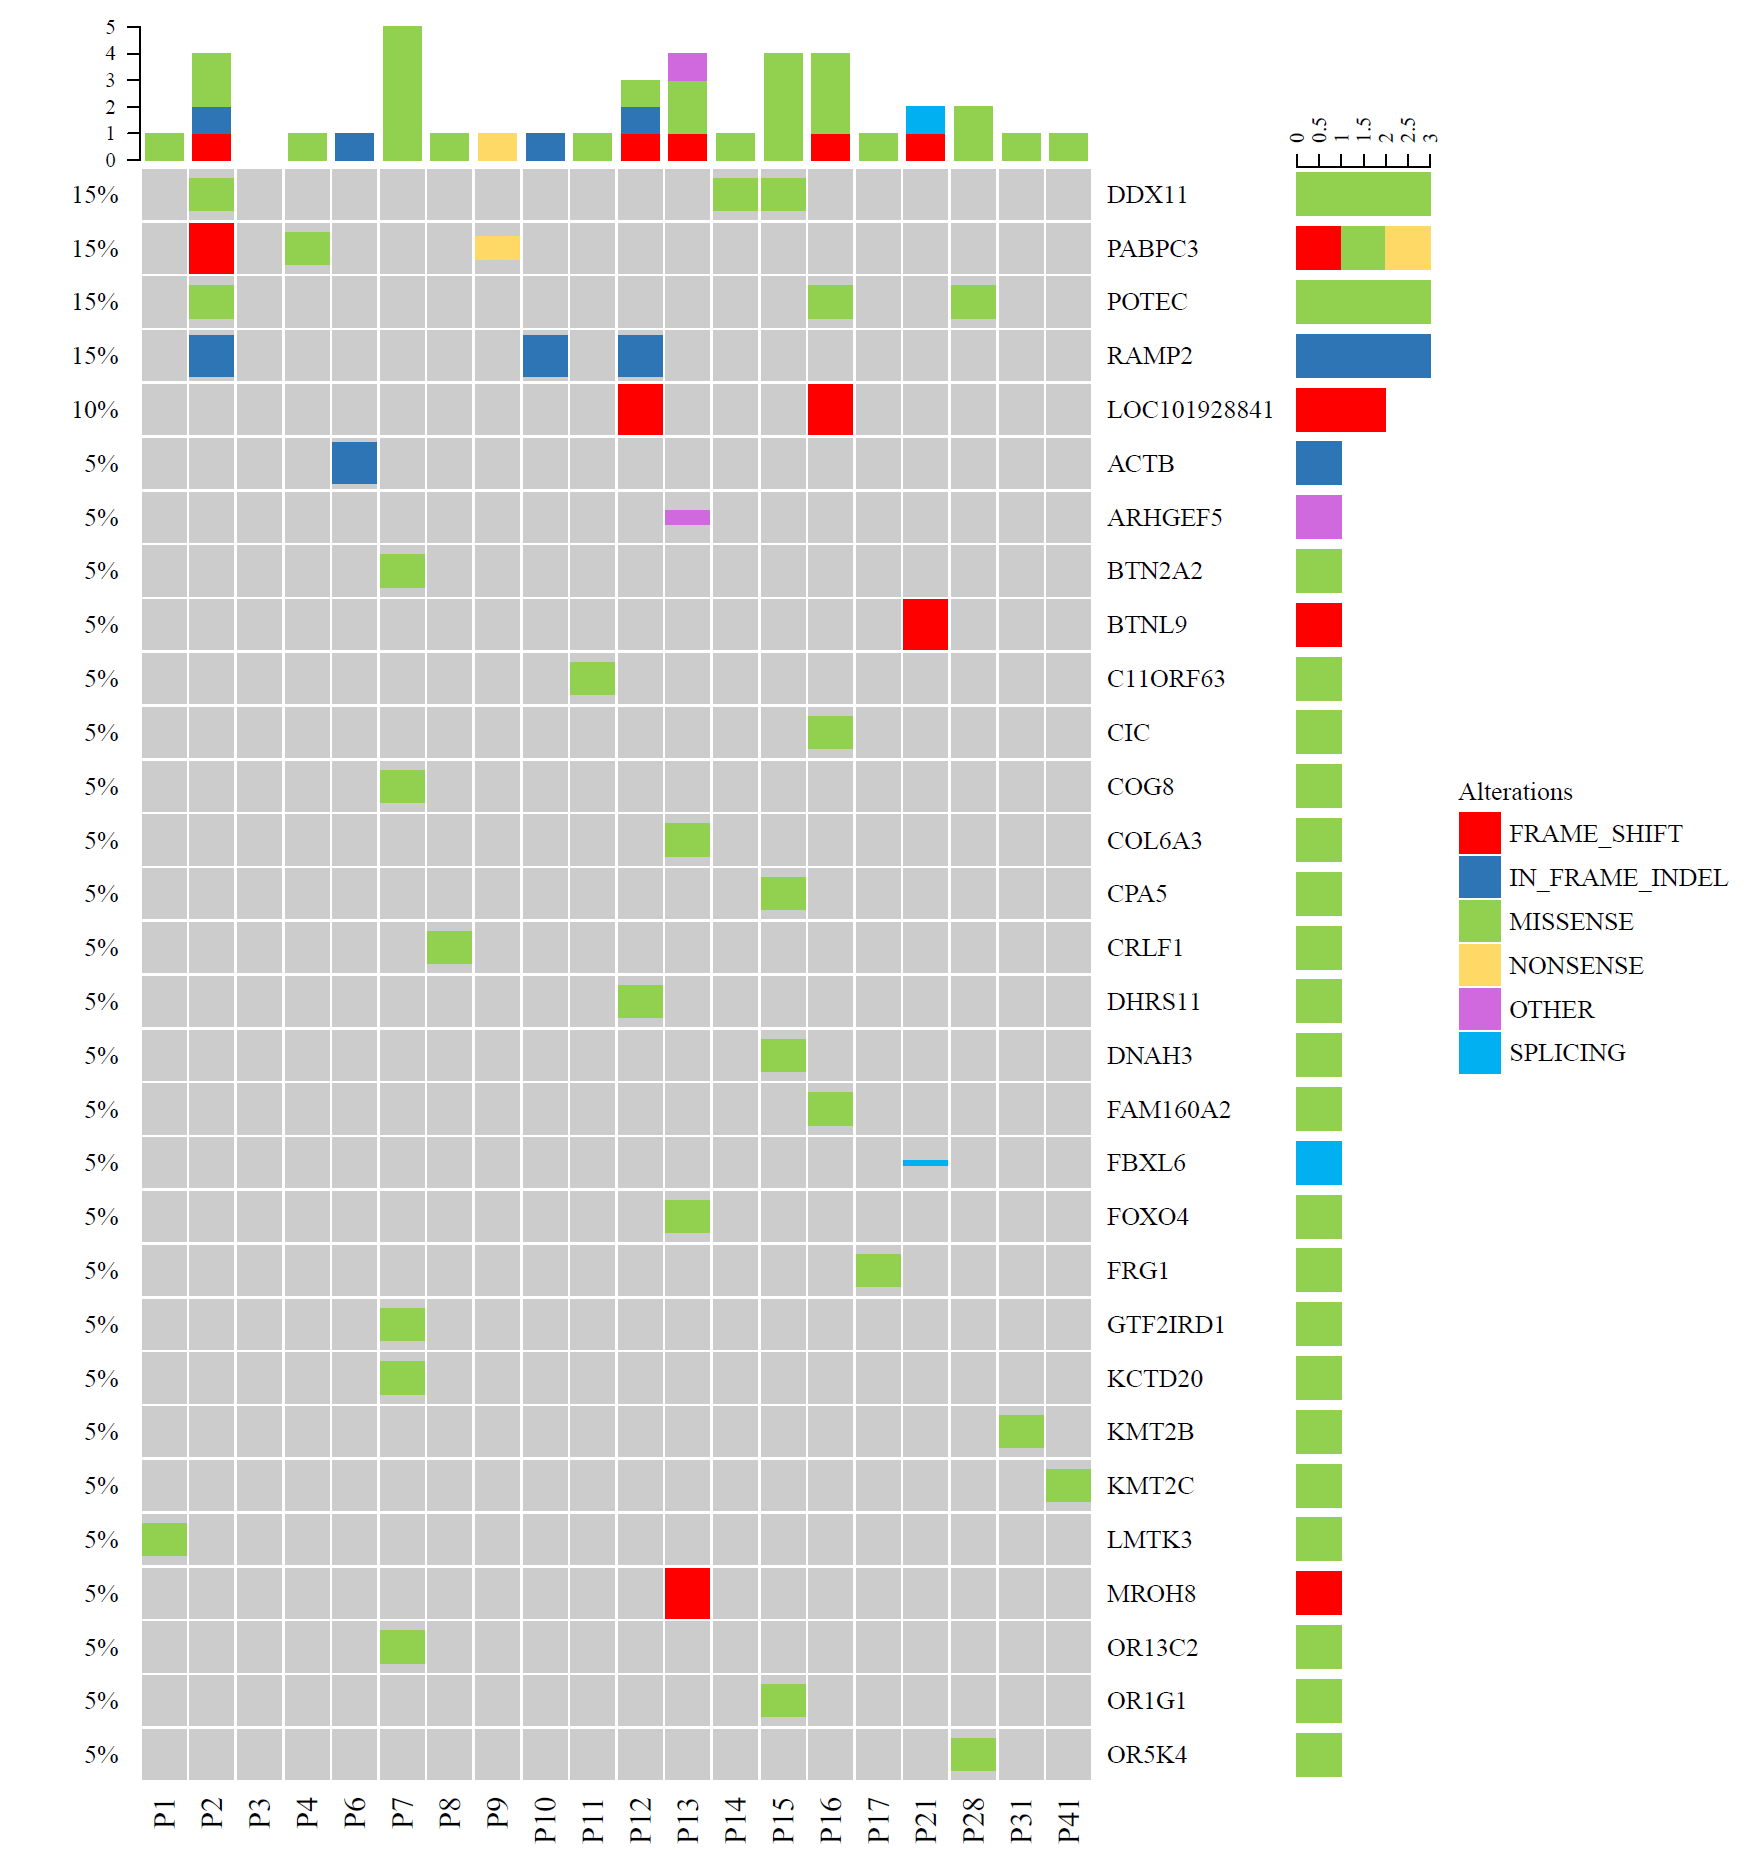 5
4
3
2
1
0
0
0.5
1
1.5
2
2.5
3
15% DDX11
15% PABPC3
15% POTEC
15% RAMP2
10% LOC101928841
5% ACTB
5% ARHGEF5
5% BTN2A2
5% BTNL9
5% C11ORF63
5% CIC
5% COG8
5% COL6A3
5% CPA5
5% CRLF1
5% DHRS11
5% DNAH3
5% FAM160A2
5% FBXL6
5% FOXO4
5% FRG1
5% GTF2IRD1
5% KCTD20
5% KMT2B
5% KMT2C
5% LMTK3
5% MROH8
5% OR13C2
5% OR1G1
5% OR5K4
P1
P2
P3
P4
P6
P7
P8
P9
P10
P11
P12
P13
P14
P15
P16
P17
P21
P28
P31
P41
Alterations
FRAME_SHIFT
IN_FRAME_INDEL
MISSENSE
NONSENSE
OTHER
SPLICING